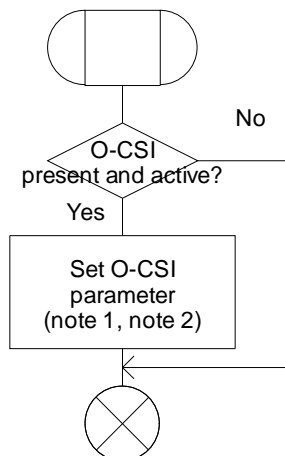 No
O-CSI
present and active?
Yes
Set O-CSI
parameter
(note 1, note 2)